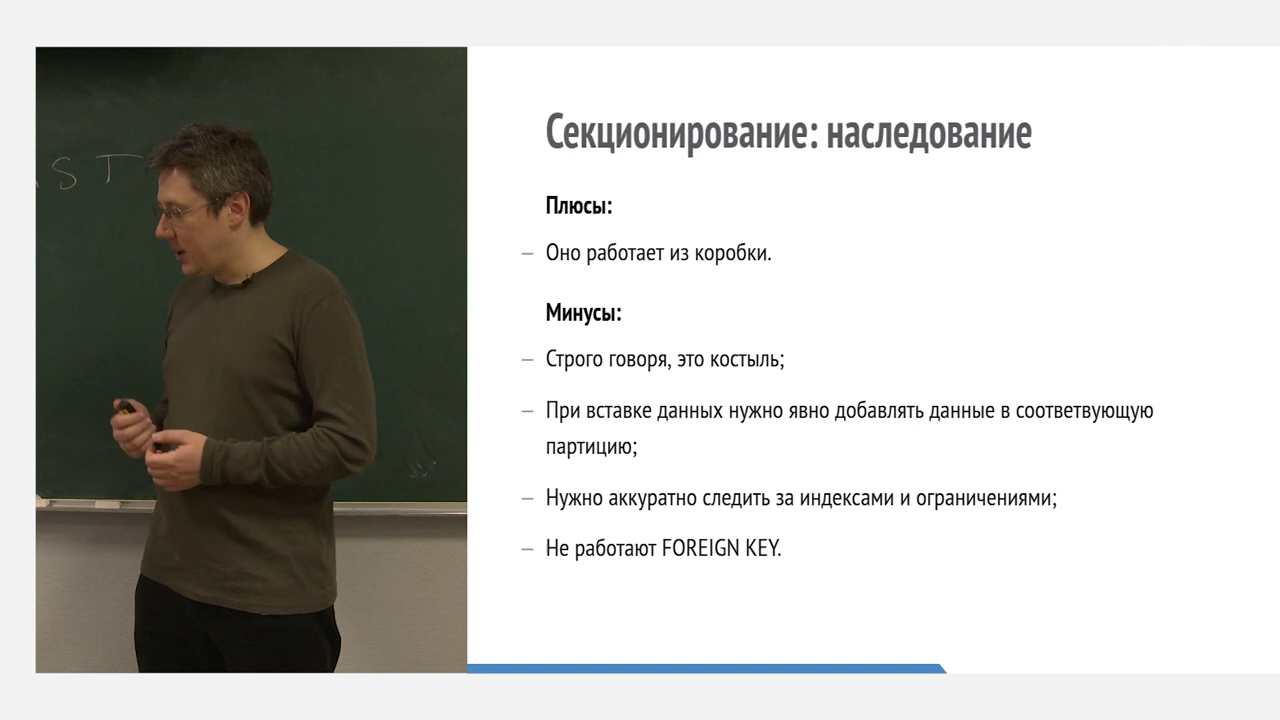 ST
Секционирование: наследование
Плюсы:
– Оно работает из коробки.
Минусы:
– Строго говоря, это костыль;
– При вставке данных нужно явно добавлять данные в соответвующую
партицию;
– Нужно аккуратно следить за индексами и ограничениями;
– Не работают FOREIGN KEY.